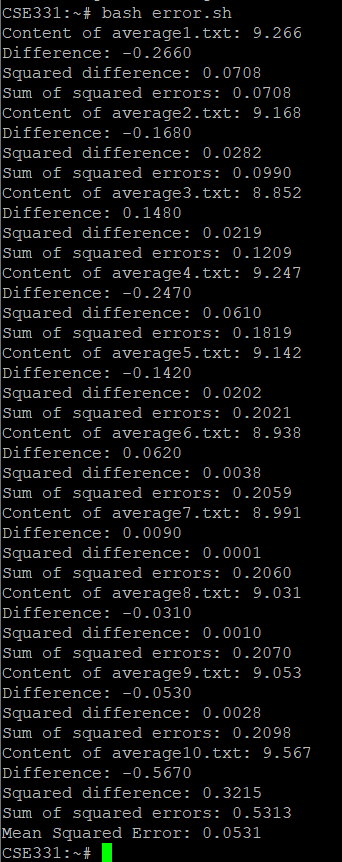 CSE331:~# bash error.sh
Content of average1.txt: 9.266
Difference: -0.2660
Squared difference: 0.0708
Sum of squared errors: 0.0708
Content of average2.txt: 9.168
Difference: -0.1680
Squared difference: 0.0282
Sum of squared errors: 0.0990
Content of average3.txt: 8.852
Difference: 0.1480
Squared difference: 0.0219
Sum of squared errors: 0.1209
Content of average4.txt: 9.247
Difference: -0.2470
Squared difference: 0.0610
Sum of squared errors: 0.1819
Content of average5.txt: 9.142
Difference: -0.1420
Squared difference: 0.0202
Sum of squared errors: 0.2021
Content of average6.txt: 8.938
Difference: 0.0620
Squared difference: 0.0038
Sum of squared errors: 0.2059
Content of average7.txt: 8.991
Difference: 0.0090
Squared difference: 0.0001
Sum of squared errors: 0.2060
Content of average8.txt: 9.031
Difference: -0.0310
Squared difference: 0.0010
Sum of squared errors: 0.2070
Content of average9.txt: 9.053
Difference: -0.0530
Squared difference: 0.0028
Sum of squared errors: 0.2098
Content of average10.txt: 9.567
Difference: -0.5670
Squared difference: 0.3215
Sum of squared errors: 0.5313
Mean Squared Error: 0.0531
CSE331:~#